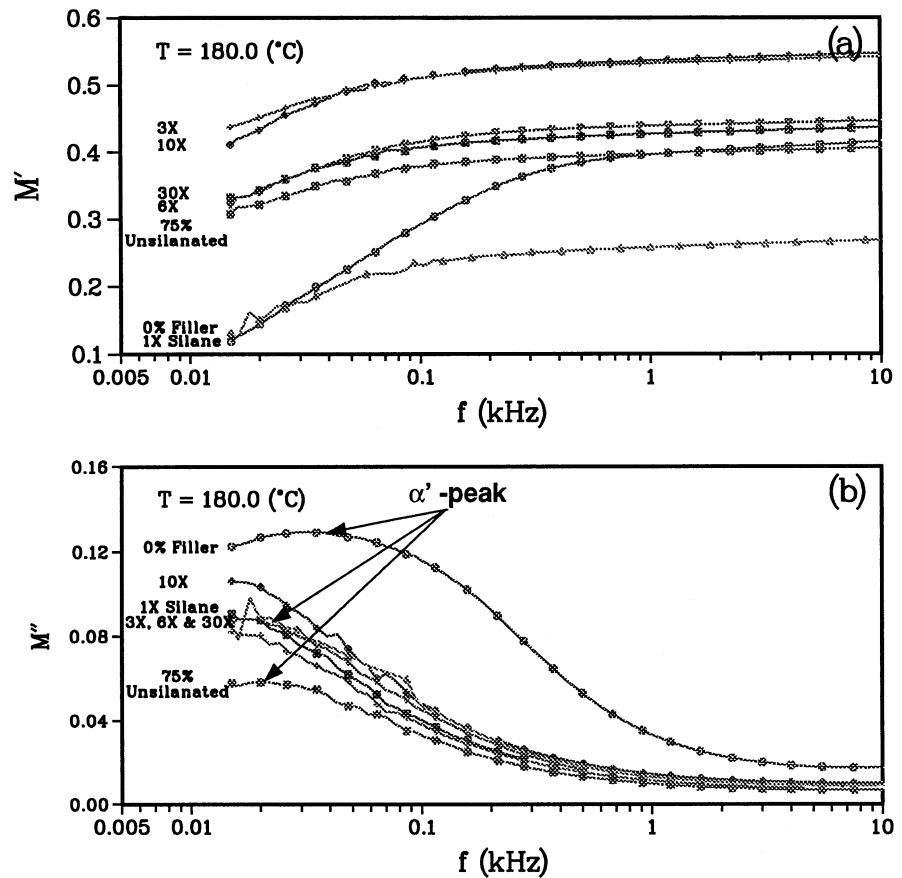 0.6
(a)
T = 180.0 (°C)
0.5
3X
10X
0.4
30X
6X
M′
0.3
75%
Unsilanated
0.2
0% Filler
1X Silane
0.1
0.005 0.01 0.1 1 10
f (kHz)
0.16
(b)
α' -peak
T = 180.0 (°C)
0% Filler
0.12
10X
1X Silane
3X, 6X & 30X
M″
0.08
75%
Unsilanated
0.04
0.00
0.005 0.01 0.1 1 10
f (kHz)